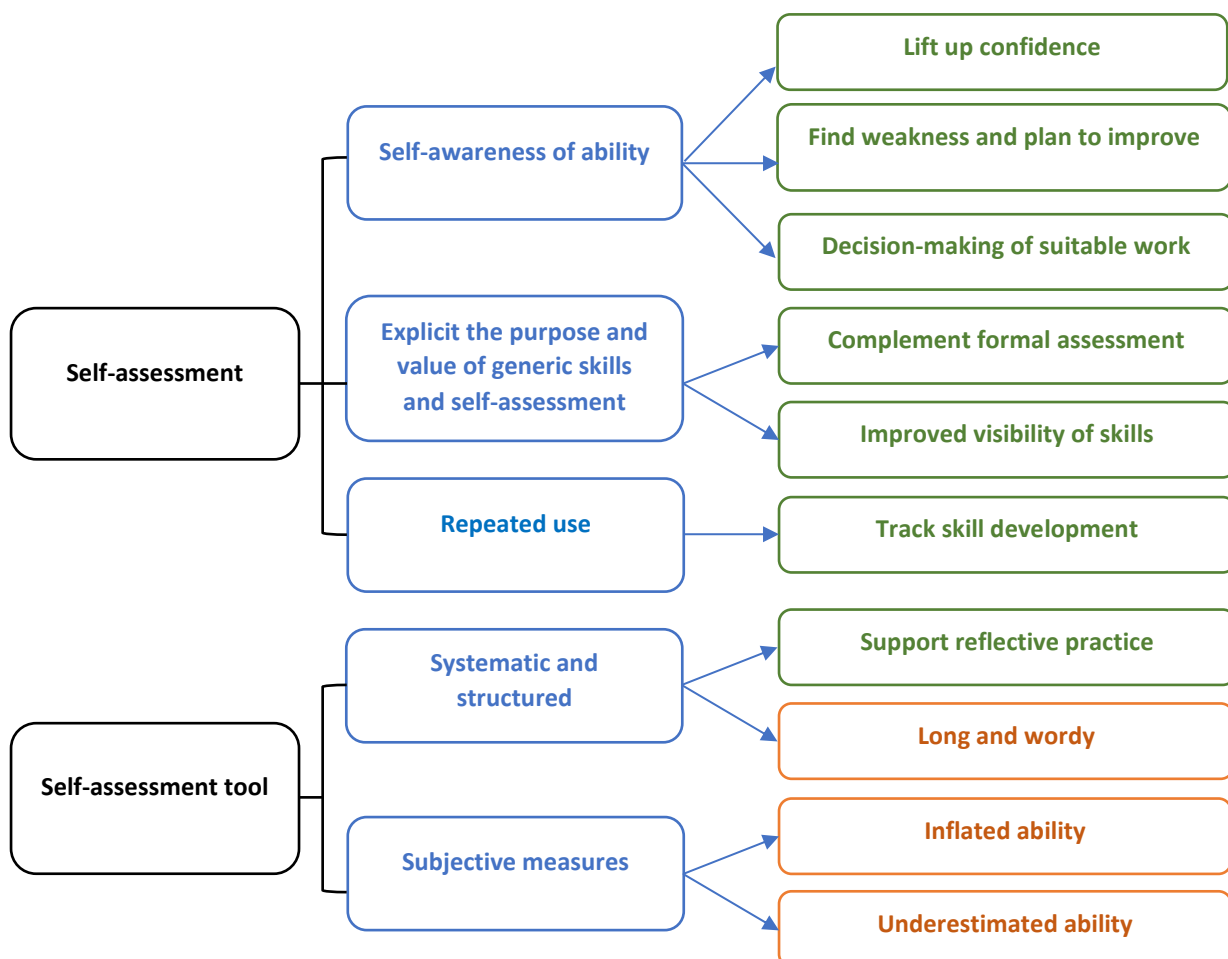 Self-assessment
Self-awareness of ability
Lift up confidence
Find weakness and plan to improve
Decision-making of suitable work
Explicit the purpose and
value of generic skills
and self-assessment
Complement formal assessment
Improved visibility of skills
Repeated use
Track skill development
Self-assessment tool
Systematic and
structured
Support reflective practice
Long and wordy
Subjective measures
Inflated ability
Underestimated ability